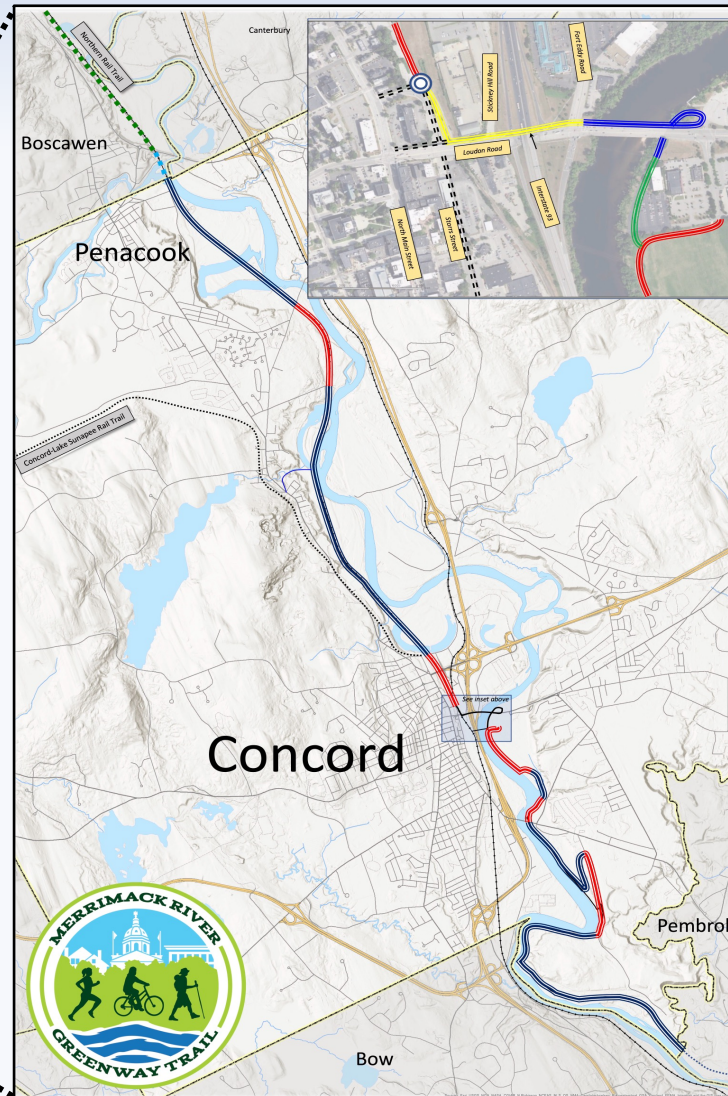 Canterbury
Northern Rail Trail
Stickney Hill Road
Fort Eddy Road
Boscawen
Loudon Road
Interstate 93
North Main Street
Storrs Street
Penacook
Concord-Lake Sunapee Rail Trail
See inset above
Concord
MERRIMACK RIVER
GREENWAY TRAIL
Pembrok
Bow